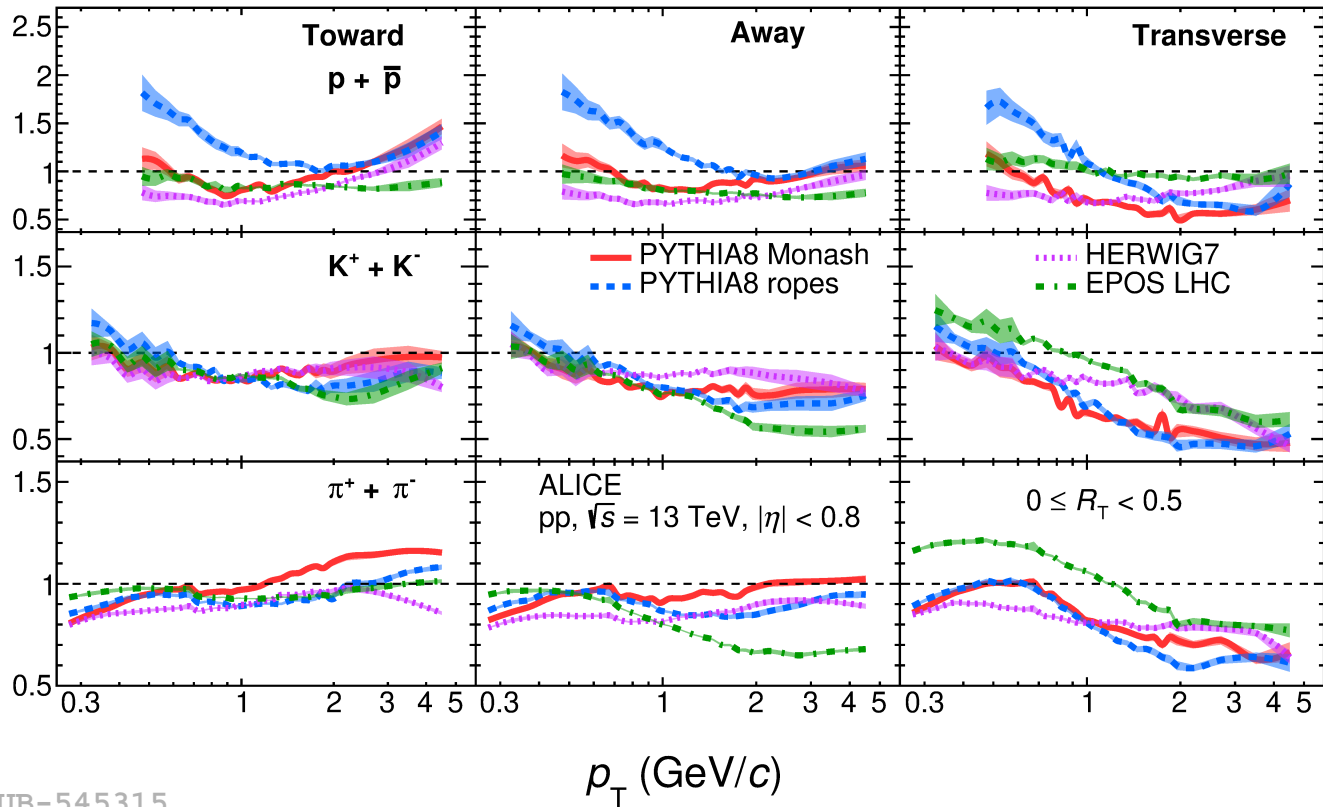 Toward Away Transverse
p + p̅
2.5
2
1.5
1
0.5
K⁺ + K⁻
PYTHIA8 Monash
PYTHIA8 ropes
HERWIG7
EPOS LHC
1.5
1
0.5
π⁺ + π⁻
ALICE
pp, √s = 13 TeV, |η| < 0.8
0 ≤ R_T < 0.5
1.5
1
0.5
0.3 1 2 3 4 5 0.3 1 2 3 4 5 0.3 1 2 3 4 5
p_T (GeV/c)
-545315